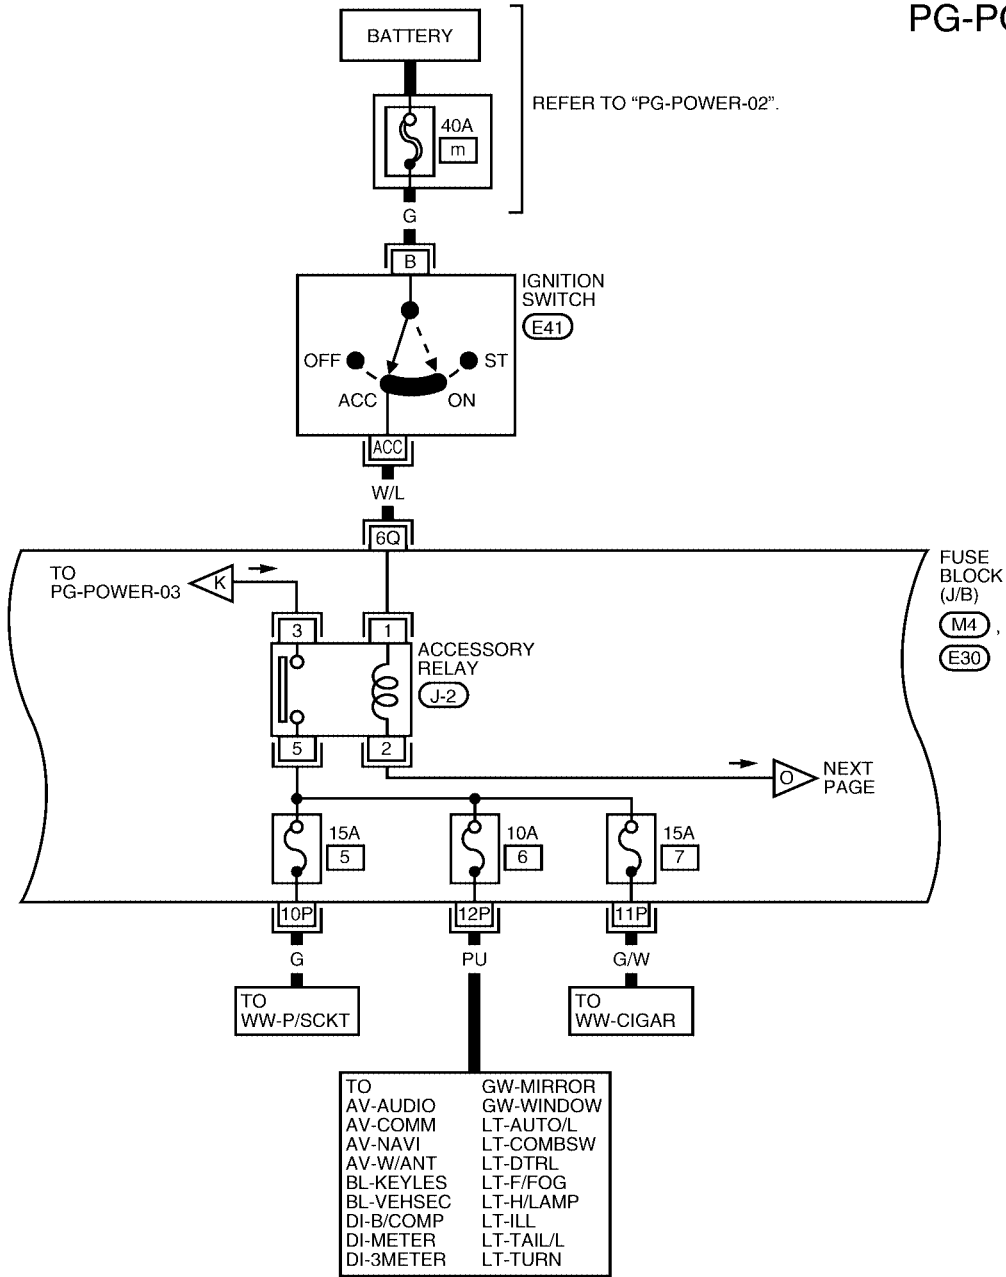 PG-PO
BATTERY
REFER TO “PG-POWER-02”.
40A
m
G
B
IGNITION
SWITCH
E41
OFF
ST
ACC
ON
ACC
W/L
6Q
TO
PG-POWER-03
K
FUSE
BLOCK
(J/B)
M4 ,
E30
3
1
ACCESSORY
RELAY
J-2
5
2
O
NEXT
PAGE
15A
5
10A
6
15A
7
10P
12P
11P
G
PU
G/W
TO
WW-P/SCKT
TO
WW-CIGAR
TO
AV-AUDIO
AV-COMM
AV-NAVI
AV-W/ANT
BL-KEYLES
BL-VEHSEC
DI-B/COMP
DI-METER
DI-3METER
GW-MIRROR
GW-WINDOW
LT-AUTO/L
LT-COMBSW
LT-DTRL
LT-F/FOG
LT-H/LAMP
LT-ILL
LT-TAIL/L
LT-TURN